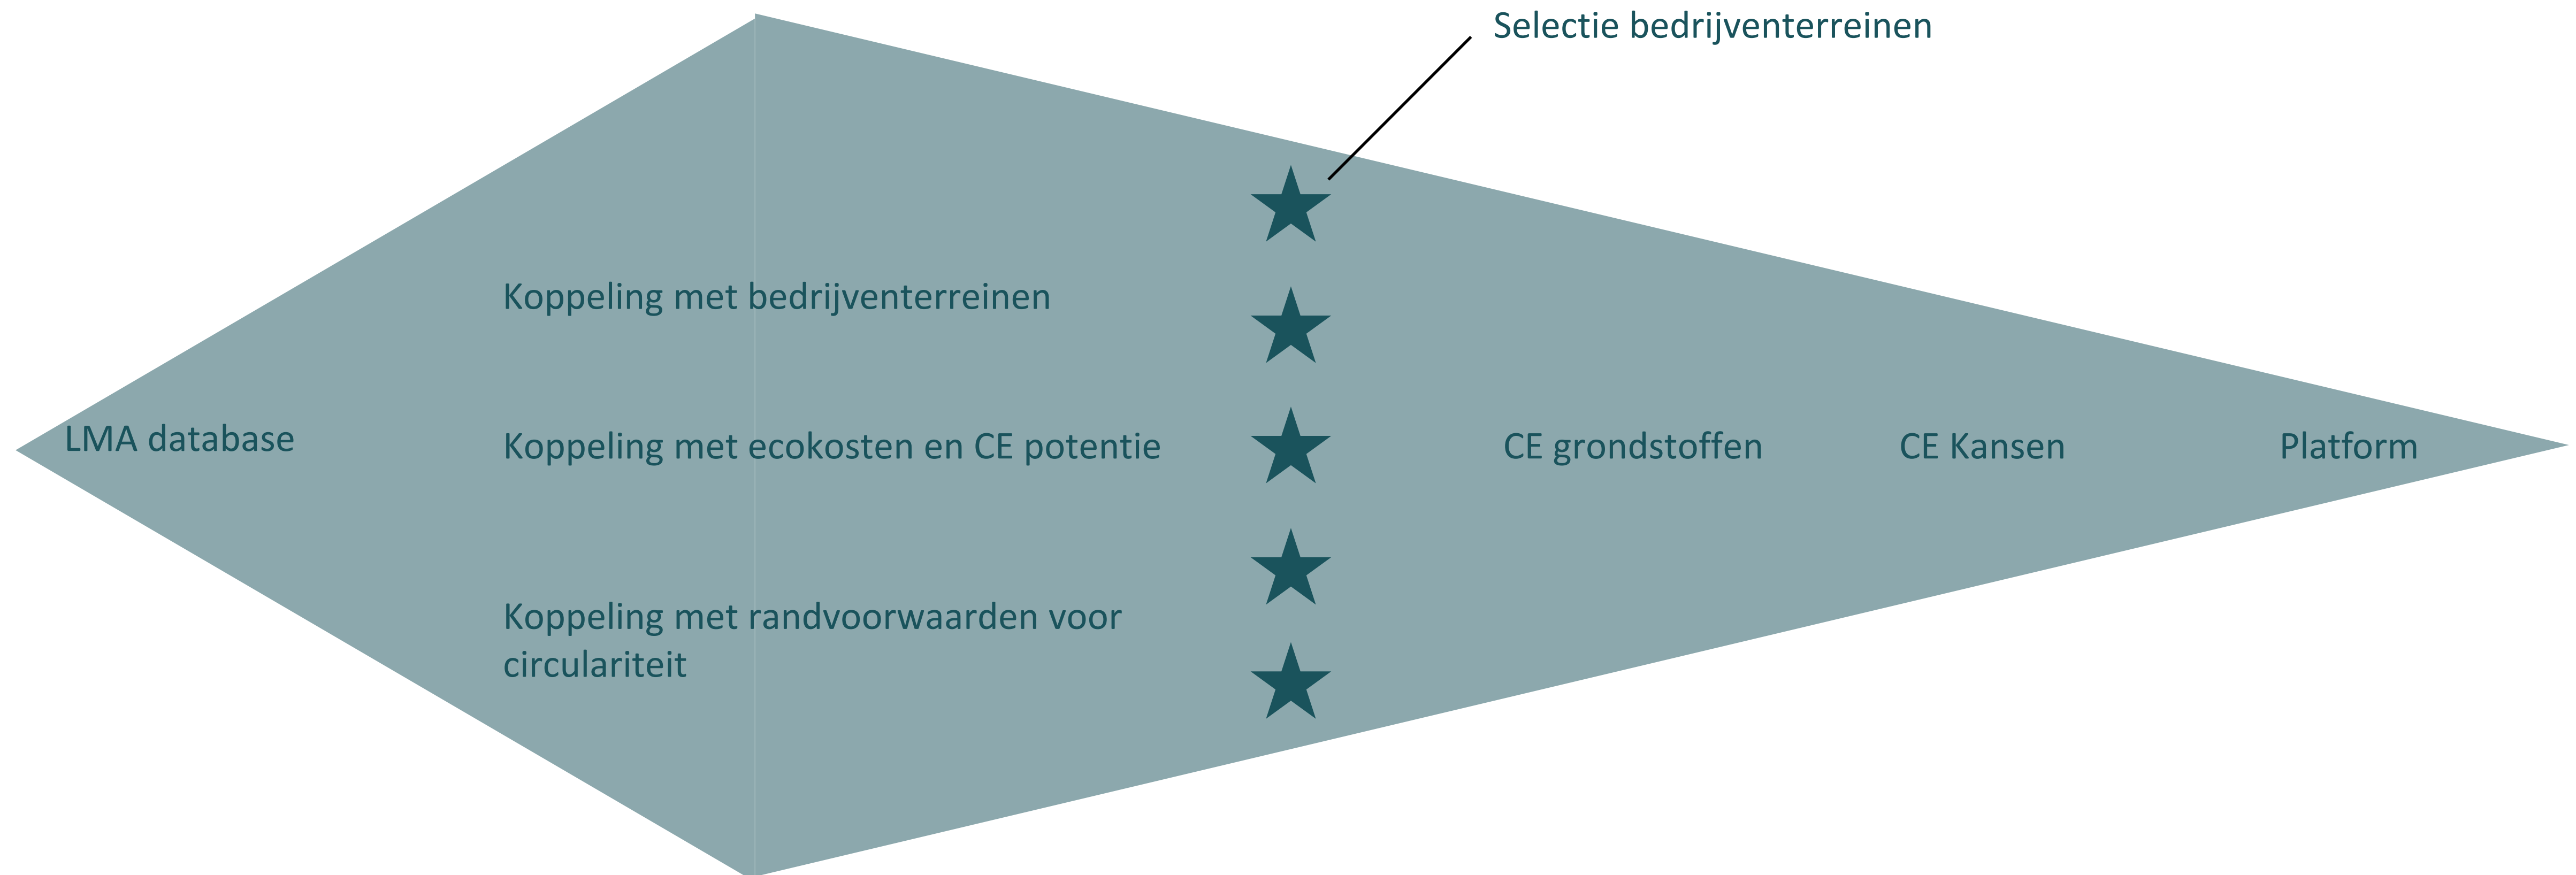 Selectie bedrijventerreinen
Koppeling met bedrijventerreinen
LMA database
Koppeling met ecokosten en CE potentie
CE grondstoffen
CE Kansen
Platform
Koppeling met randvoorwaarden voor
circulariteit